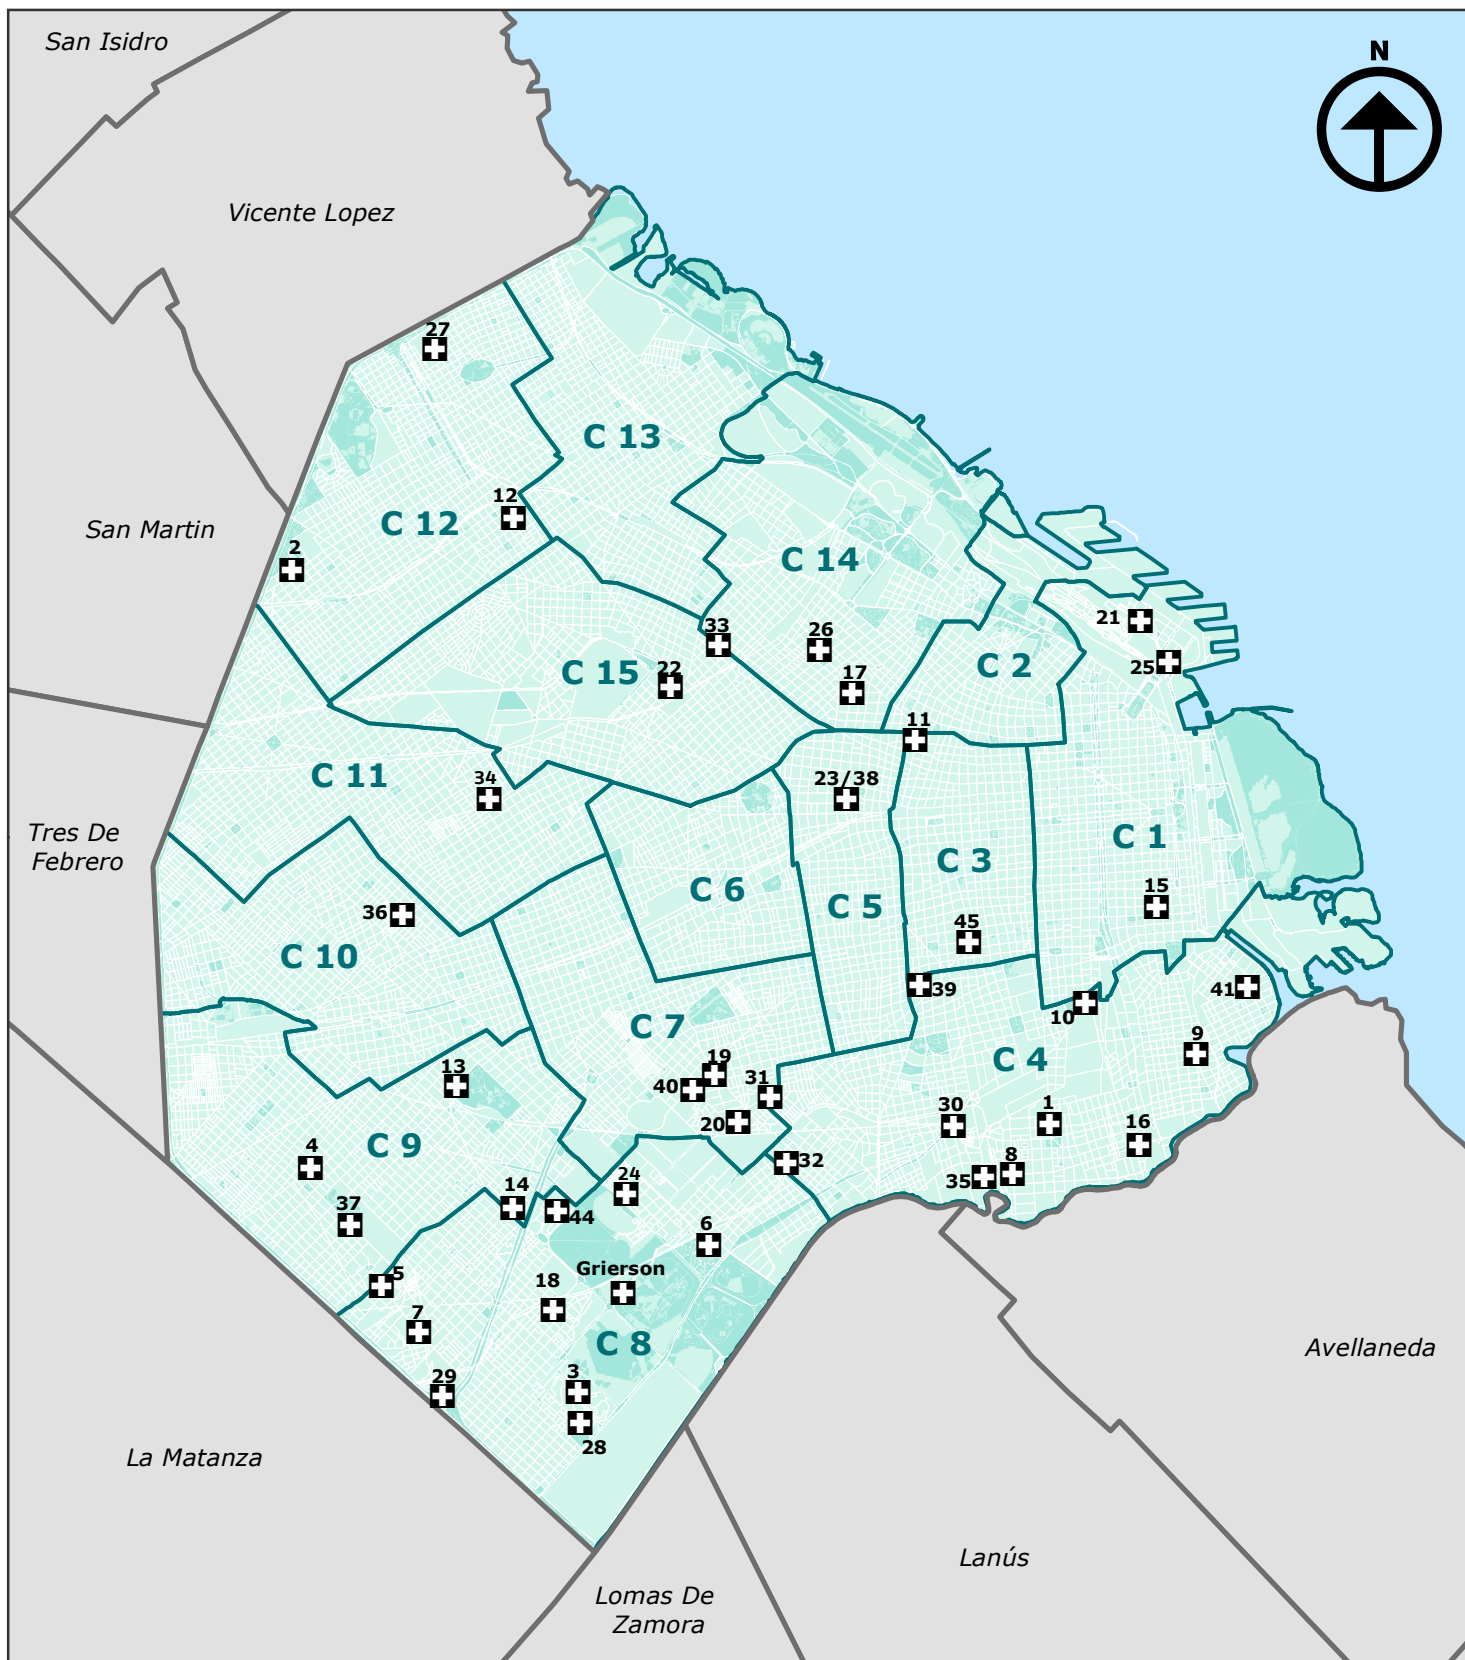 San Isidro
N
Vicente Lopez
27
C 13
12
C 12
San Martin
2
C 14
21
33
26
25
C 2
C 15
22
17
11
C 11
34
23/38
Tres De
Febrero
C 1
C 3
C 6
C 5
15
36
45
C 10
39
41
10
C 7
9
C 4
19
13
40
31
30
1
20
16
C 9
4
8
32
35
24
14
44
37
6
Grierson
5
18
7
C 8
Avellaneda
29
3
28
La Matanza
Lanús
Lomas De
Zamora